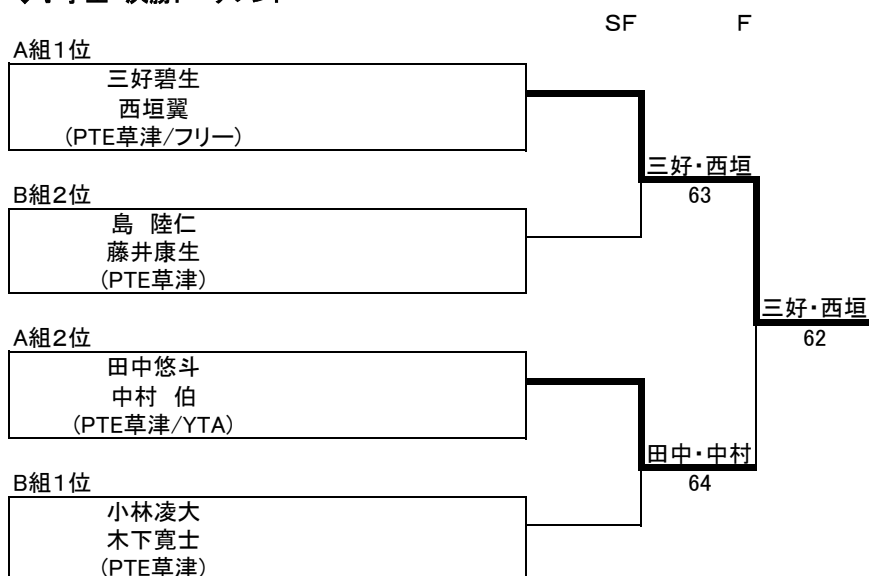 SF F
A組1位
三好碧生
西垣翼
(PTE草津/フリー)
三好・西垣
63
B組2位
島 陸仁
藤井康生
(PTE草津)
三好・西垣
62
A組2位
田中悠斗
中村 伯
(PTE草津/YTA)
田中・中村
64
B組1位
小林凌大
木下寛士
(PTE草津)